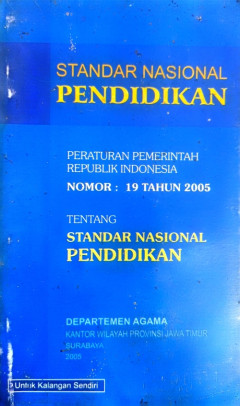 STANDAR NASIONAL
PENDIDIKAN
PERATURAN PEMERINTAH
REPUBLIK INDONESIA
NOMOR : 19 TAHUN 2005
TENTANG
STANDAR NASIONAL
PENDIDIKAN
DEPARTEMEN AGAMA
KANTOR WILAYAH PROVINSI JAWA TIMUR
SURABAYA
2005
Untuk Kalangan Sendiri